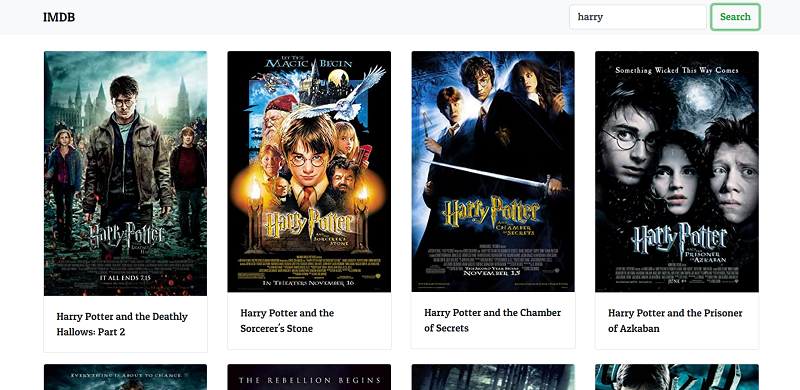 IMDB
harry
Search
LET THE
MAGIC BEGIN
Something Wicked This Way Comes
Harry Potter
Harry Potter
AND THE
SORCERER'S STONE
Harry Potter
AND THE
CHAMBER
OF SECRETS
Harry Potter
AND THE
PRISONER
OF
AZKABAN
IT ALL ENDS 7.15
IN THEATERS NOVEMBER 16
NOVEMBER 15
JUNE 4
Harry Potter and the Deathly
Hallows: Part 2
Harry Potter and the
Sorcerer's Stone
Harry Potter and the Chamber
of Secrets
Harry Potter and the Prisoner
of Azkaban
EVERYTHING IS ABOUT TO CHANGE
THE REBELLION BEGINS